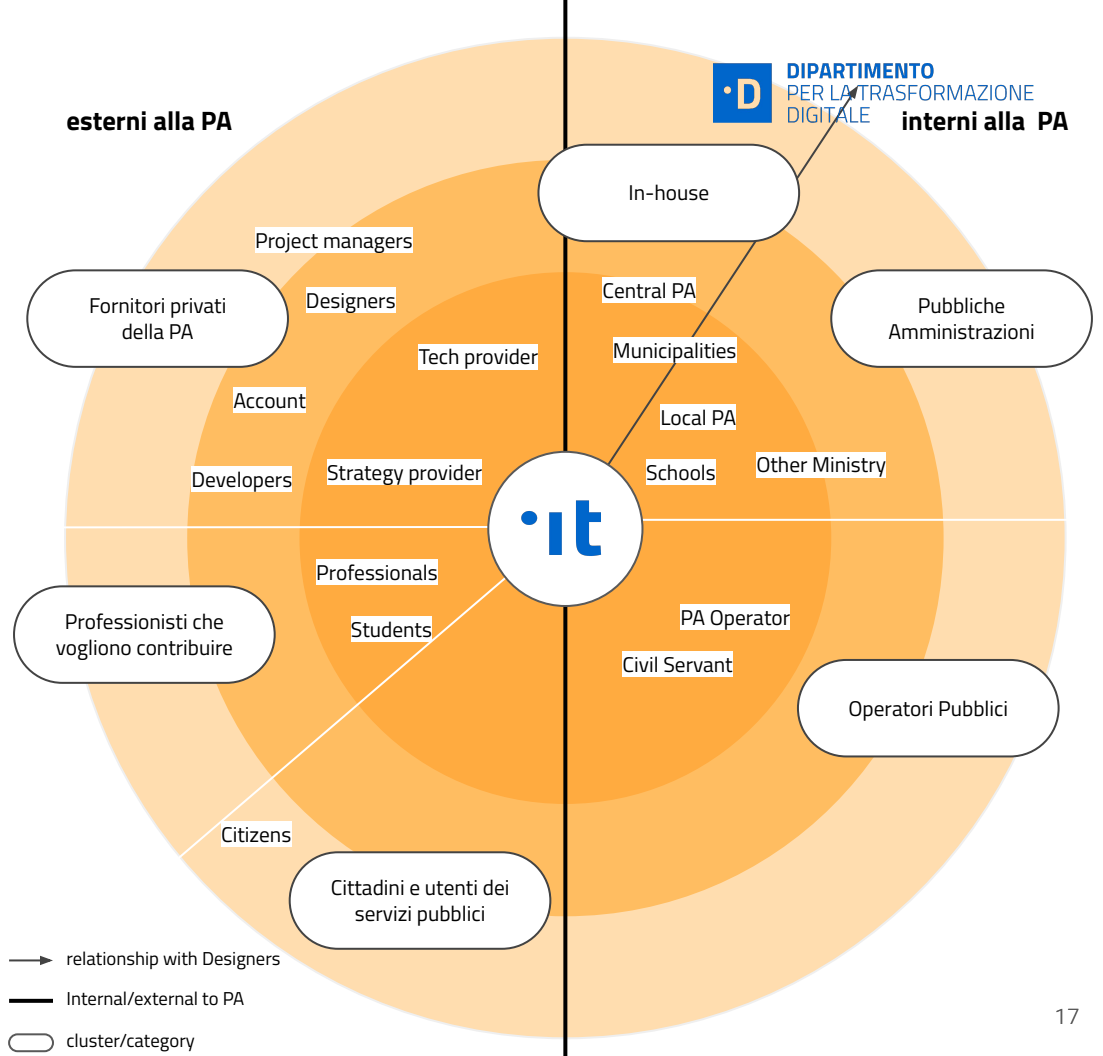 DIPARTIMENTO
PER LA TRASFORMAZIONE
DIGITALE
esterni alla PA
interni alla PA
In-house
Project managers
Central PA
Fornitori privati
della PA
Designers
Pubbliche
Amministrazioni
Tech provider
Municipalities
Account
Local PA
Developers
Strategy provider
Schools
Other Ministry
it
Professionals
Professionisti che
vogliono contribuire
Students
PA Operator
Civil Servant
Operatori Pubblici
Citizens
Cittadini e utenti dei
servizi pubblici
relationship with Designers
Internal/external to PA
cluster/category
17
D